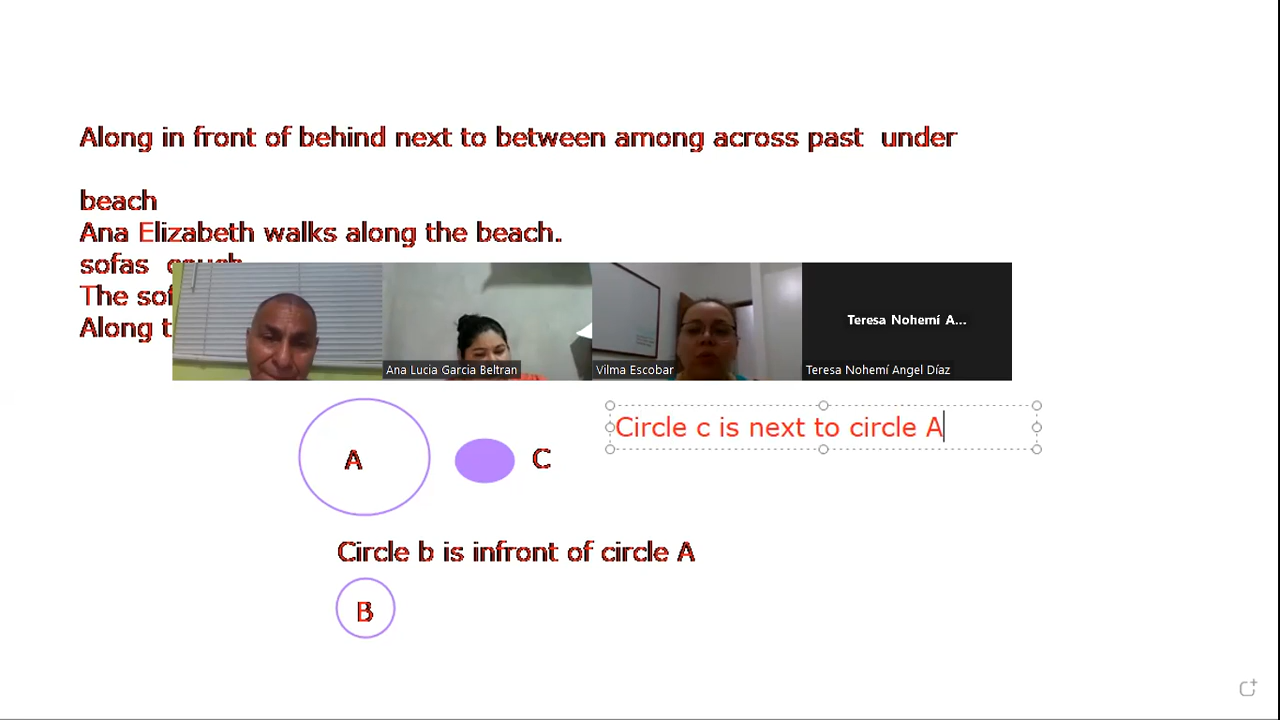 Along in front of behind next to between among across past under
beach
Ana Elizabeth walks along the beach.
sofas couch
The
Along
Teresa Nohemí A...
Ana Lucia Garcia Beltran
Vilma Escobar
Teresa Nohemí Angel Díaz
Circle c is next to circle A
A
C
Circle b is infront of circle A
B